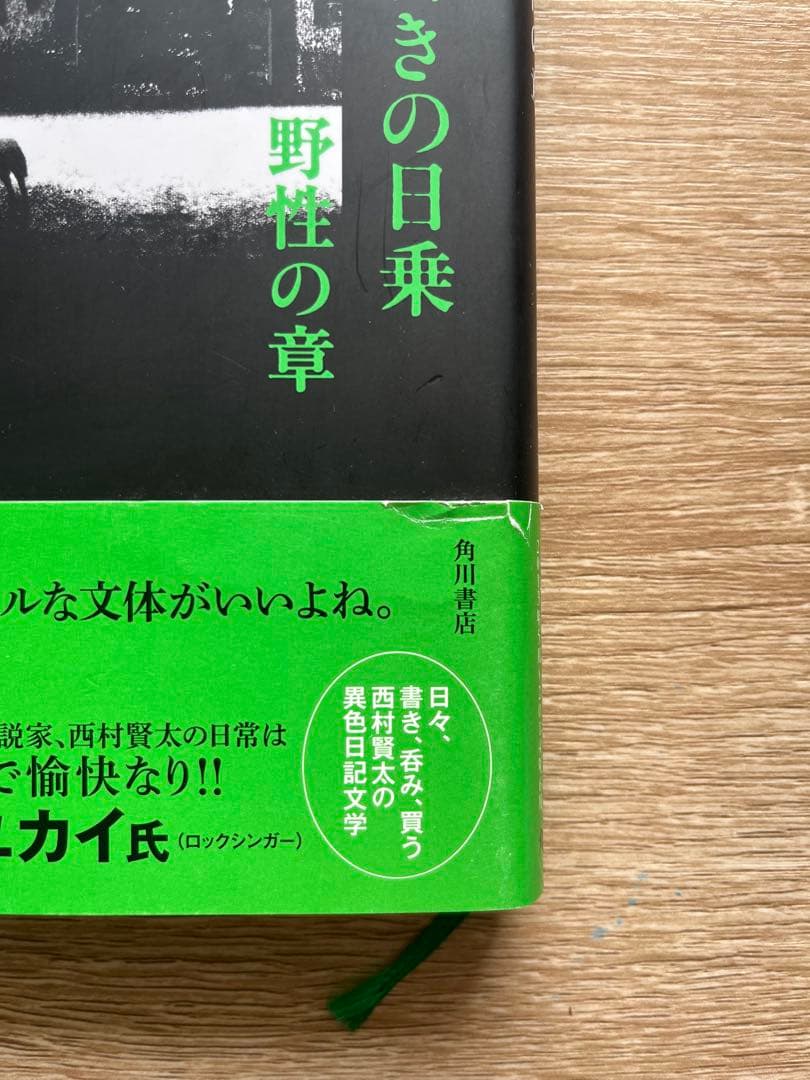 きの日乗
野性の章
ルな文体がいいよね。
角川書店
説家、西村賢太の日常は
で愉快なり!!
ユカイ氏(ロックシンガー)
日々、
書き、呑み、買う
西村賢太の
異色日記文学